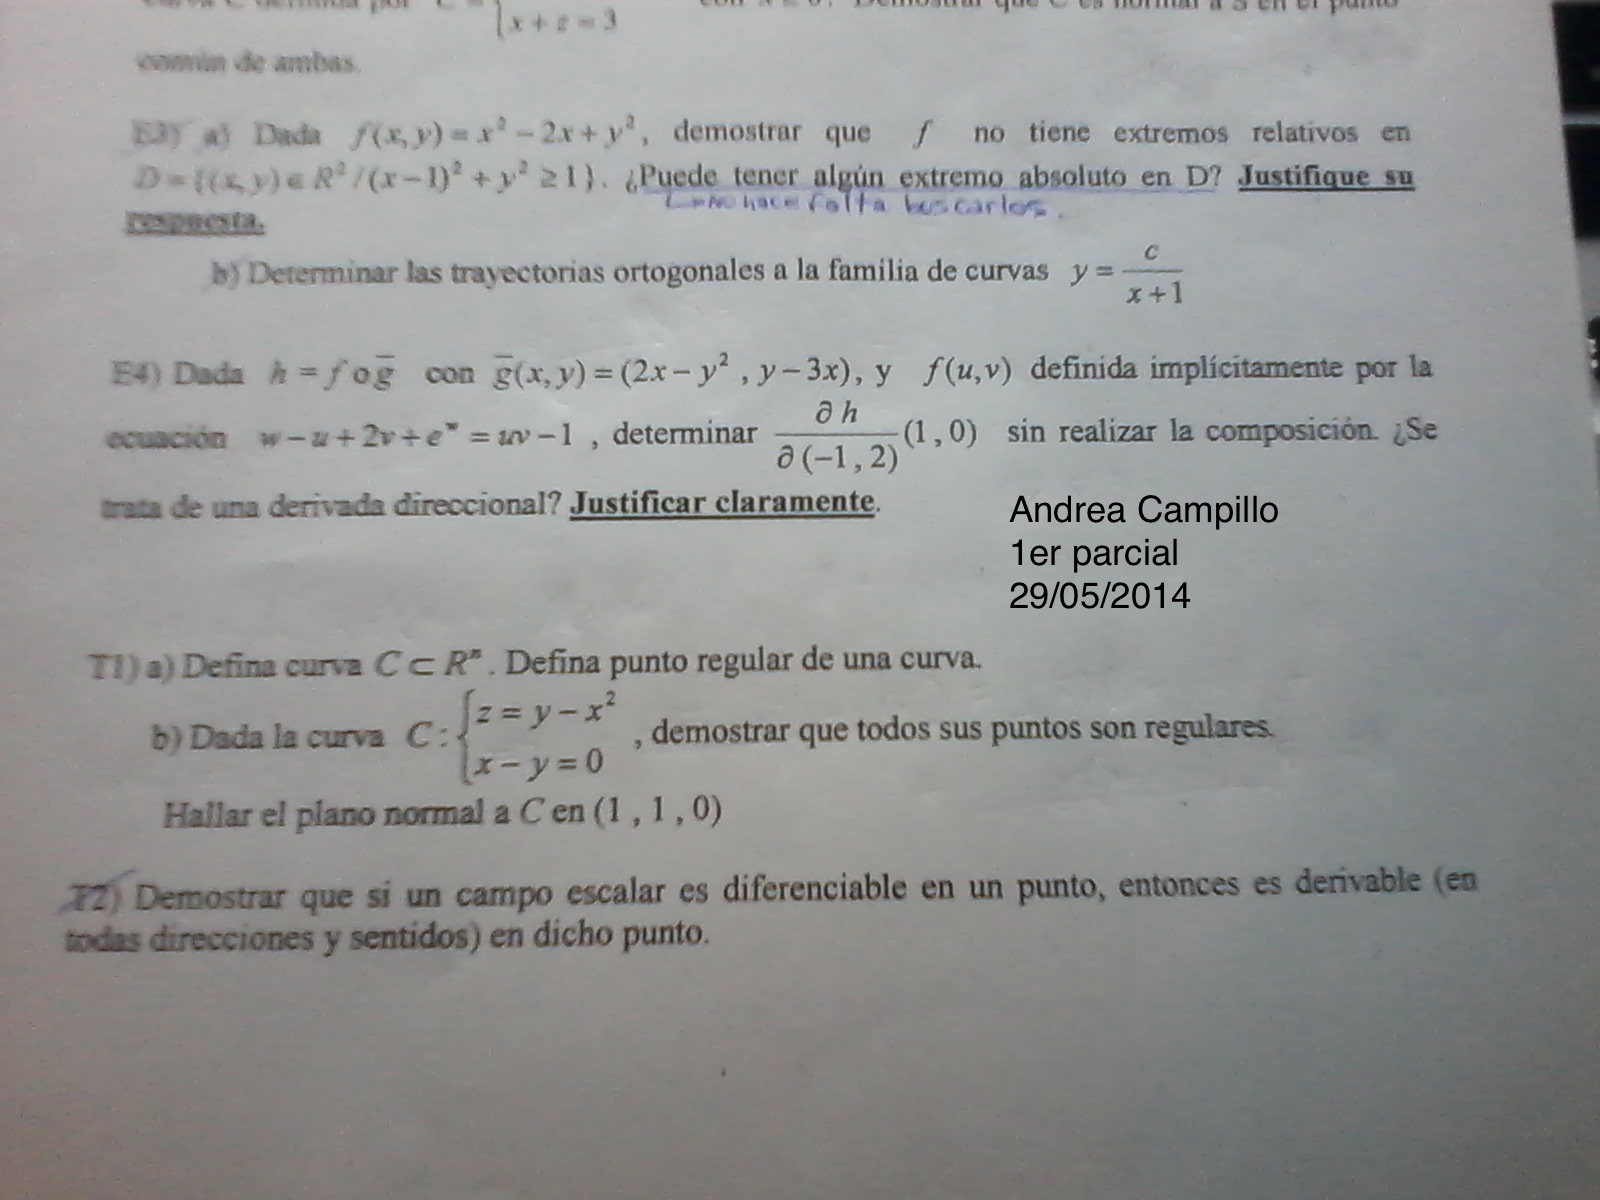 x + z = 3
común de ambas.
E3) a) Dada f(x, y) = x² − 2x + y², demostrar que f no tiene extremos relativos en
D = {(x, y) ∈ R² / (x − 1)² + y² ≥ 1}. ¿Puede tener algún extremo absoluto en D? Justifique su
no hace falta buscarlos.
respuesta.
b) Determinar las trayectorias ortogonales a la familia de curvas y = c / (x + 1)
E4) Dada h = f o g̅ con g̅(x, y) = (2x − y² , y − 3x), y f(u, v) definida implícitamente por la
ecuación w − u + 2v + e^w = uv − 1 , determinar ∂h / ∂(−1 , 2) (1 , 0) sin realizar la composición. ¿Se
trata de una derivada direccional? Justificar claramente.
Andrea Campillo
1er parcial
29/05/2014
T1) a) Defina curva C ⊂ Rⁿ . Defina punto regular de una curva.
b) Dada la curva C : { z = y − x²
x − y = 0 , demostrar que todos sus puntos son regulares.
Hallar el plano normal a C en (1 , 1 , 0)
T2) Demostrar que si un campo escalar es diferenciable en un punto, entonces es derivable (en
todas direcciones y sentidos) en dicho punto.